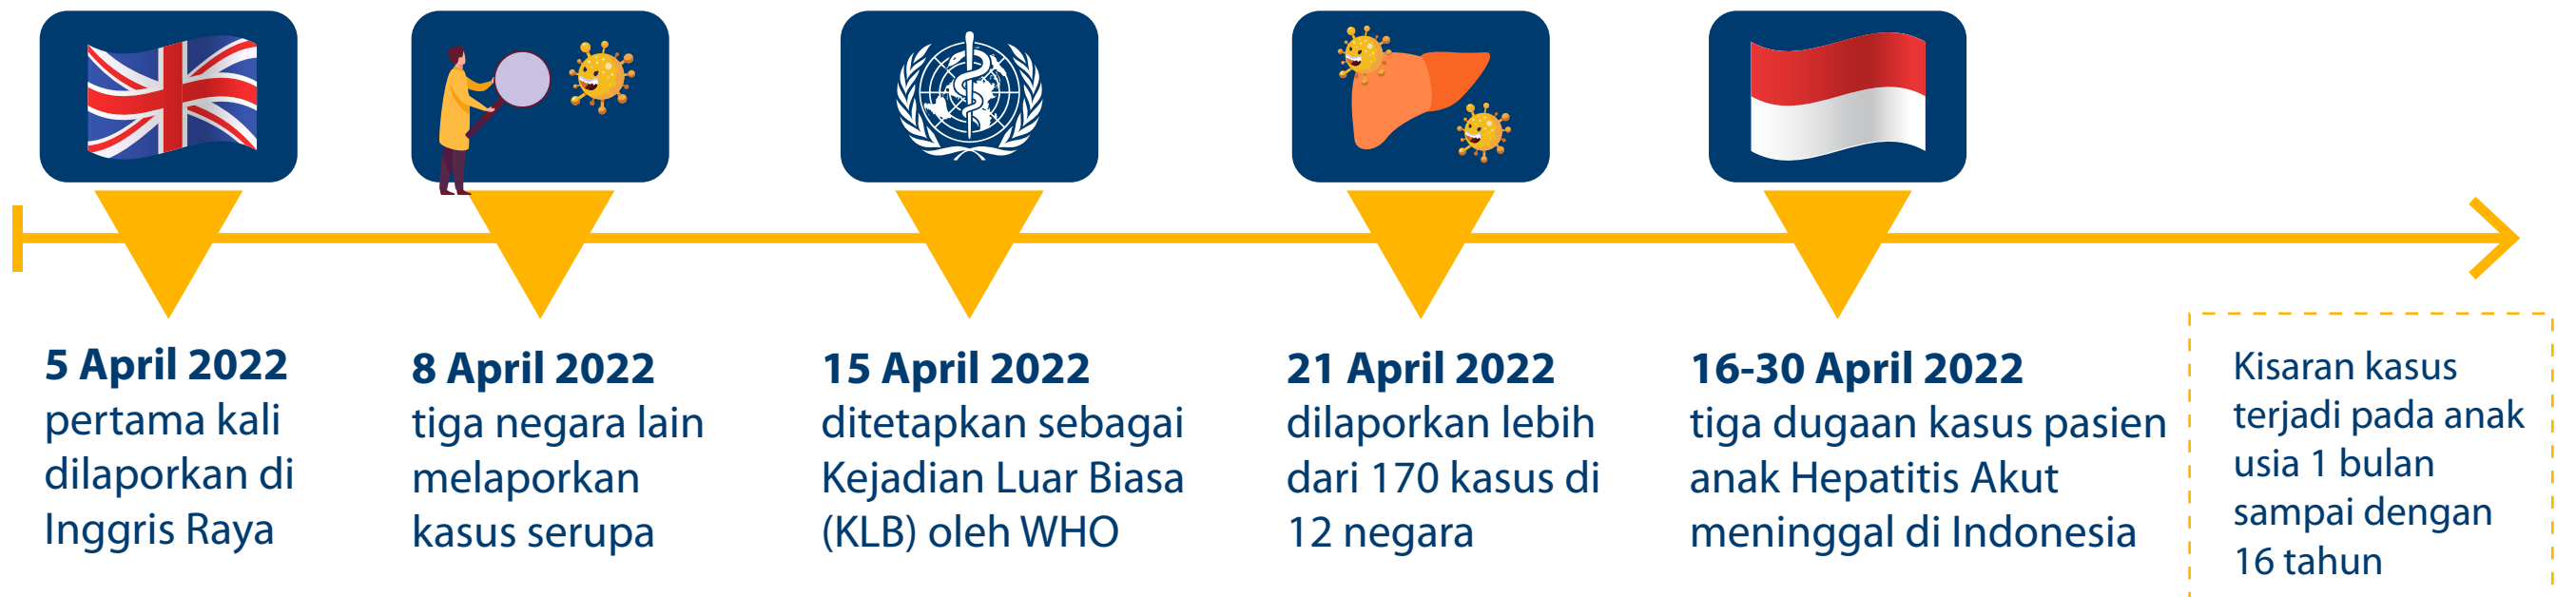 5 April 2022
pertama kali
dilaporkan di
Inggris Raya
8 April 2022
tiga negara lain
melaporkan
kasus serupa
15 April 2022
ditetapkan sebagai
Kejadian Luar Biasa
(KLB) oleh WHO
21 April 2022
dilaporkan lebih
dari 170 kasus di
12 negara
16-30 April 2022
tiga dugaan kasus pasien
anak Hepatitis Akut
meninggal di Indonesia
Kisaran kasus
terjadi pada anak
usia 1 bulan
sampai dengan
16 tahun